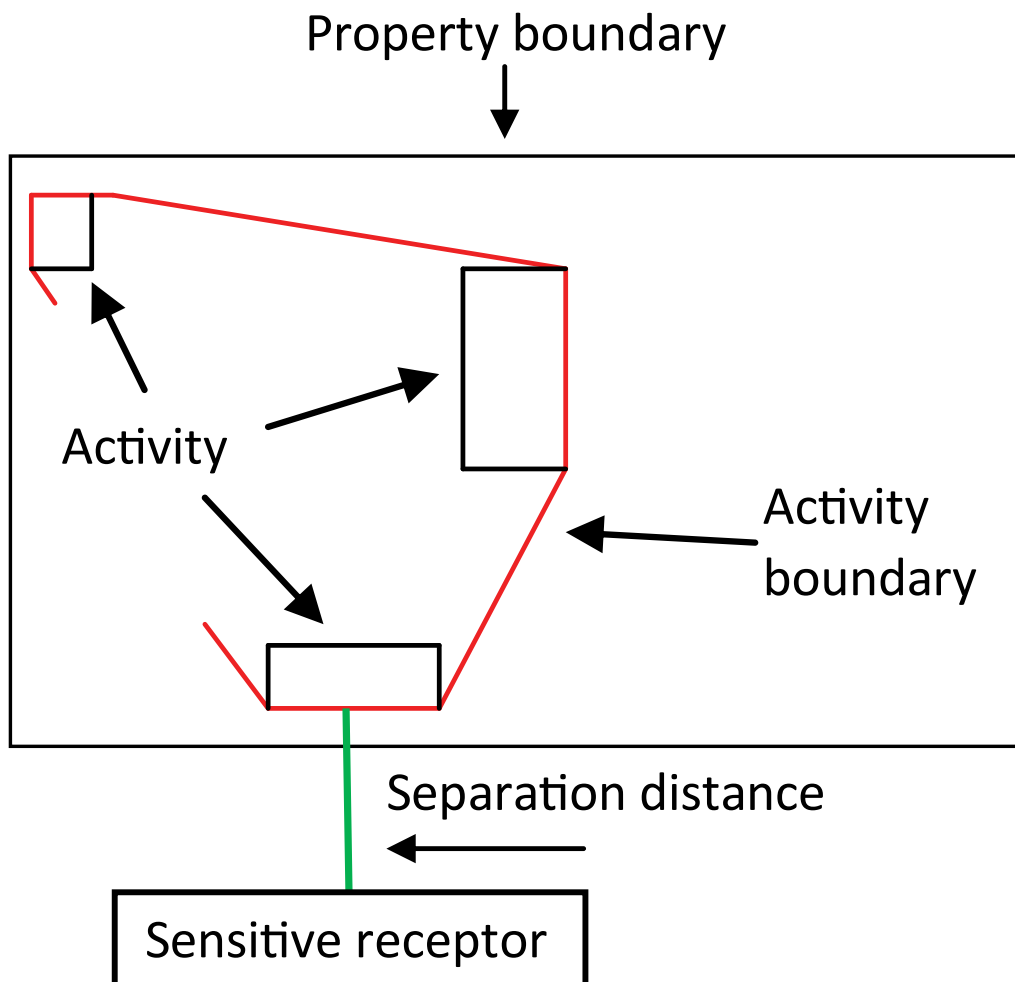 Property boundary
Activity
Activity
boundary
Separation distance
Sensitive receptor